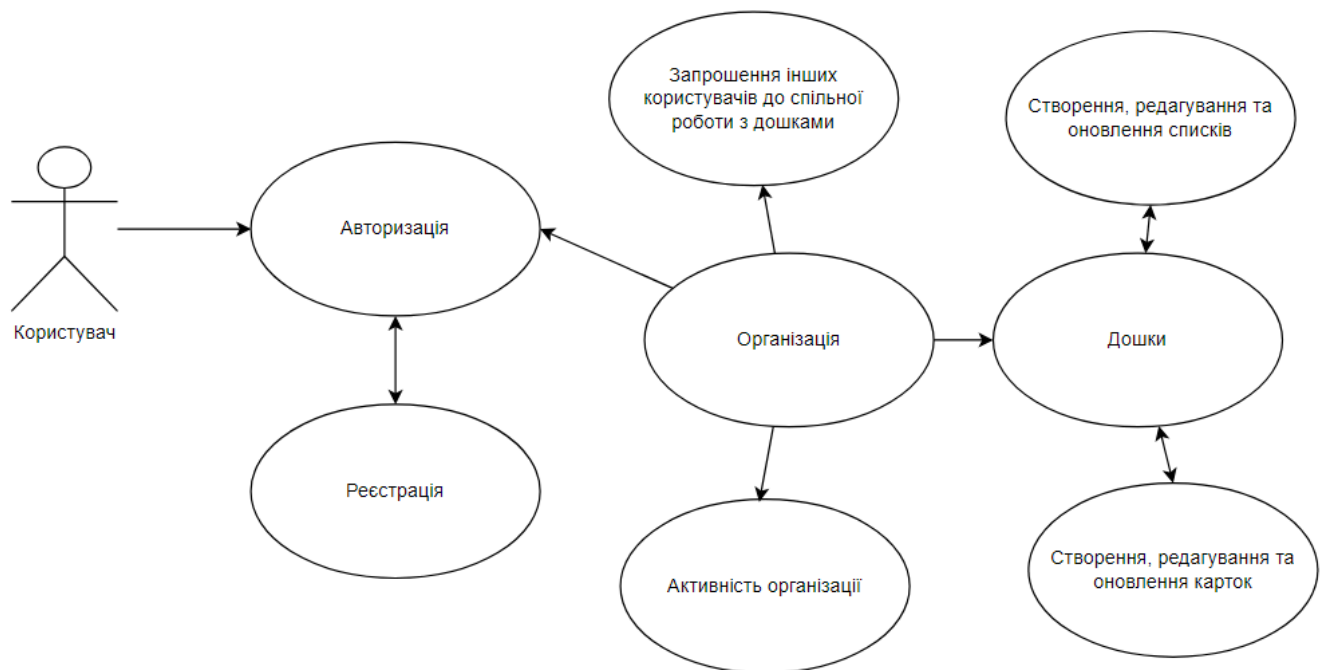 Запрошення інших
користувачів до спільної
роботи з дошками
Створення, редагування та
оновлення списків
Авторизація
Користувач
Організація
Дошки
Реєстрація
Активність організації
Створення, редагування та
оновлення карток